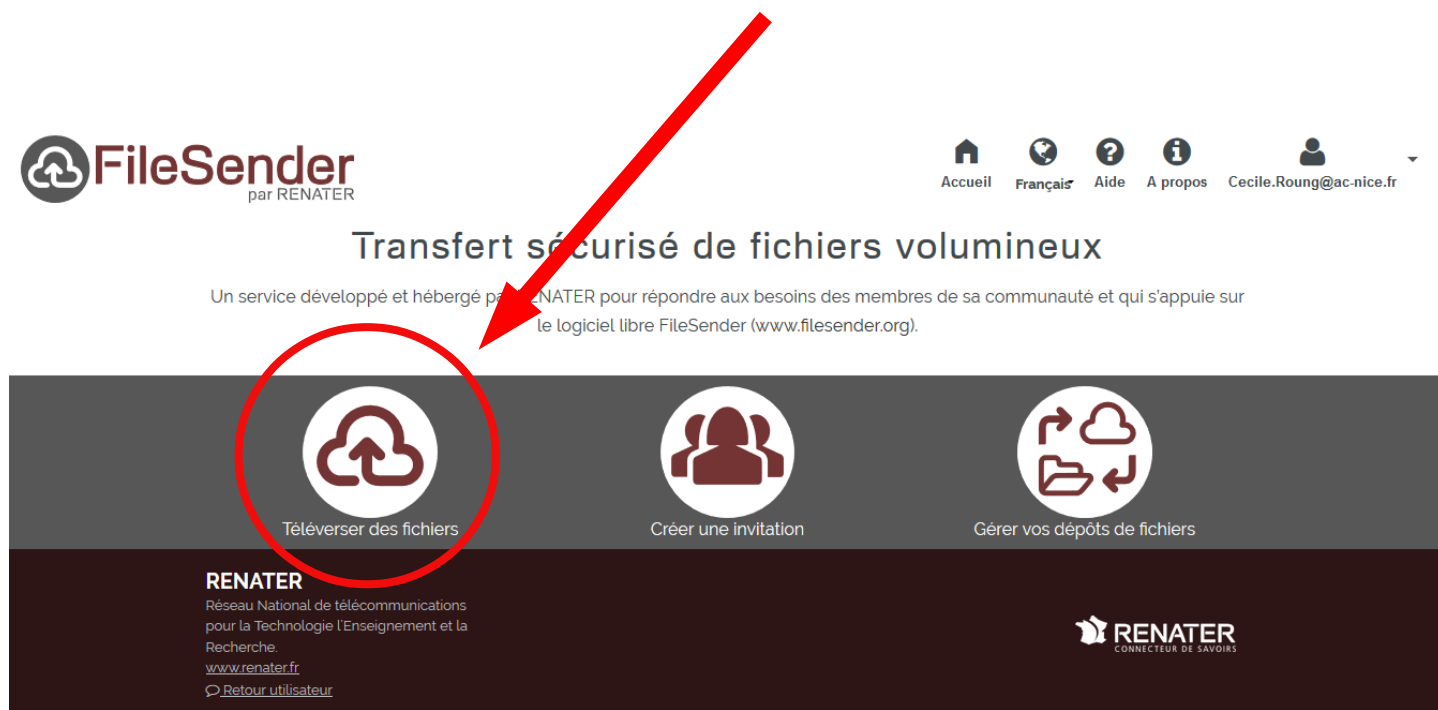 FileSender
par RENATER
Accueil
Français
Aide
A propos
Cecile.Roung@ac-nice.fr
Transfert sécurisé de fichiers volumineux
Un service développé et hébergé par RENATER pour répondre aux besoins des membres de sa communauté et qui s'appuie sur
le logiciel libre FileSender (www.filesender.org).
Téléverser des fichiers
Créer une invitation
Gérer vos dépôts de fichiers
RENATER
Réseau National de télécommunications
pour la Technologie l'Enseignement et la
Recherche.
www.renater.fr
Retour utilisateur
RENATER
CONNECTEUR DE SAVOIRS